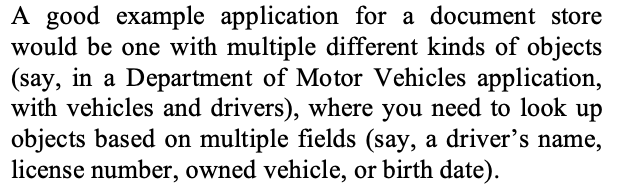 A good example application for a document store
would be one with multiple different kinds of objects
(say, in a Department of Motor Vehicles application,
with vehicles and drivers), where you need to look up
objects based on multiple fields (say, a driver’s name,
license number, owned vehicle, or birth date).